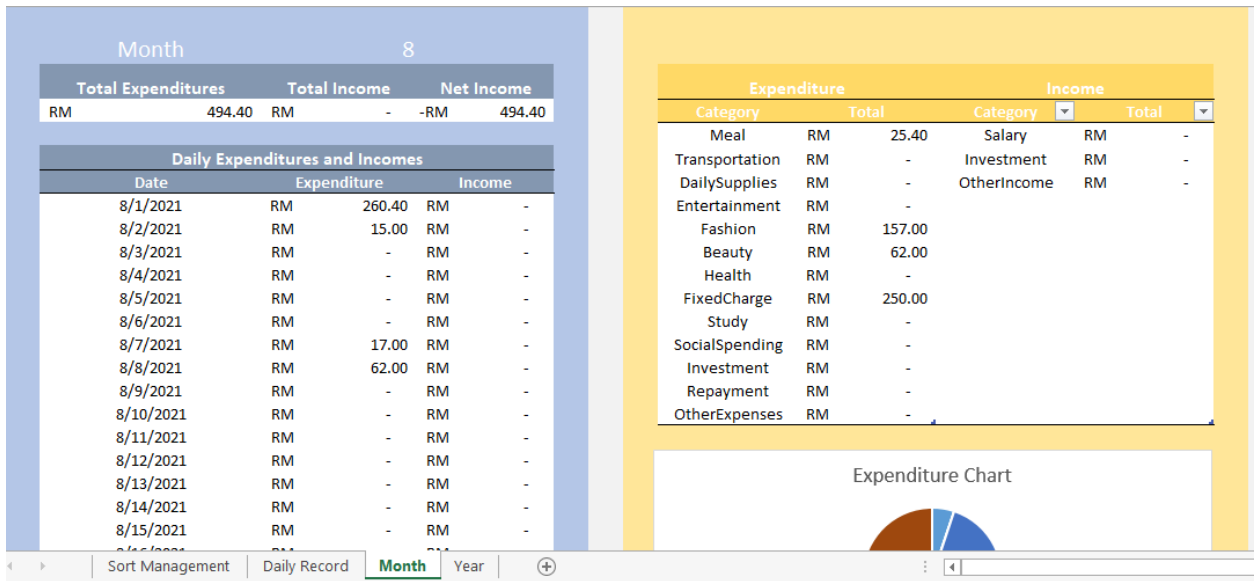 Month 8
Total Expenditures Total Income Net Income
RM 494.40 RM - -RM 494.40
Daily Expenditures and Incomes
Date Expenditure Income
8/1/2021 RM 260.40 RM -
8/2/2021 RM 15.00 RM -
8/3/2021 RM - RM -
8/4/2021 RM - RM -
8/5/2021 RM - RM -
8/6/2021 RM - RM -
8/7/2021 RM 17.00 RM -
8/8/2021 RM 62.00 RM -
8/9/2021 RM - RM -
8/10/2021 RM - RM -
8/11/2021 RM - RM -
8/12/2021 RM - RM -
8/13/2021 RM - RM -
8/14/2021 RM - RM -
8/15/2021 RM - RM -
Expenditure Income
Category Total Category Total
Meal RM 25.40 Salary RM -
Transportation RM - Investment RM -
DailySupplies RM - OtherIncome RM -
Entertainment RM -
Fashion RM 157.00
Beauty RM 62.00
Health RM -
FixedCharge RM 250.00
Study RM -
SocialSpending RM -
Investment RM -
Repayment RM -
OtherExpenses RM -
Expenditure Chart
Sort Management Daily Record Month Year